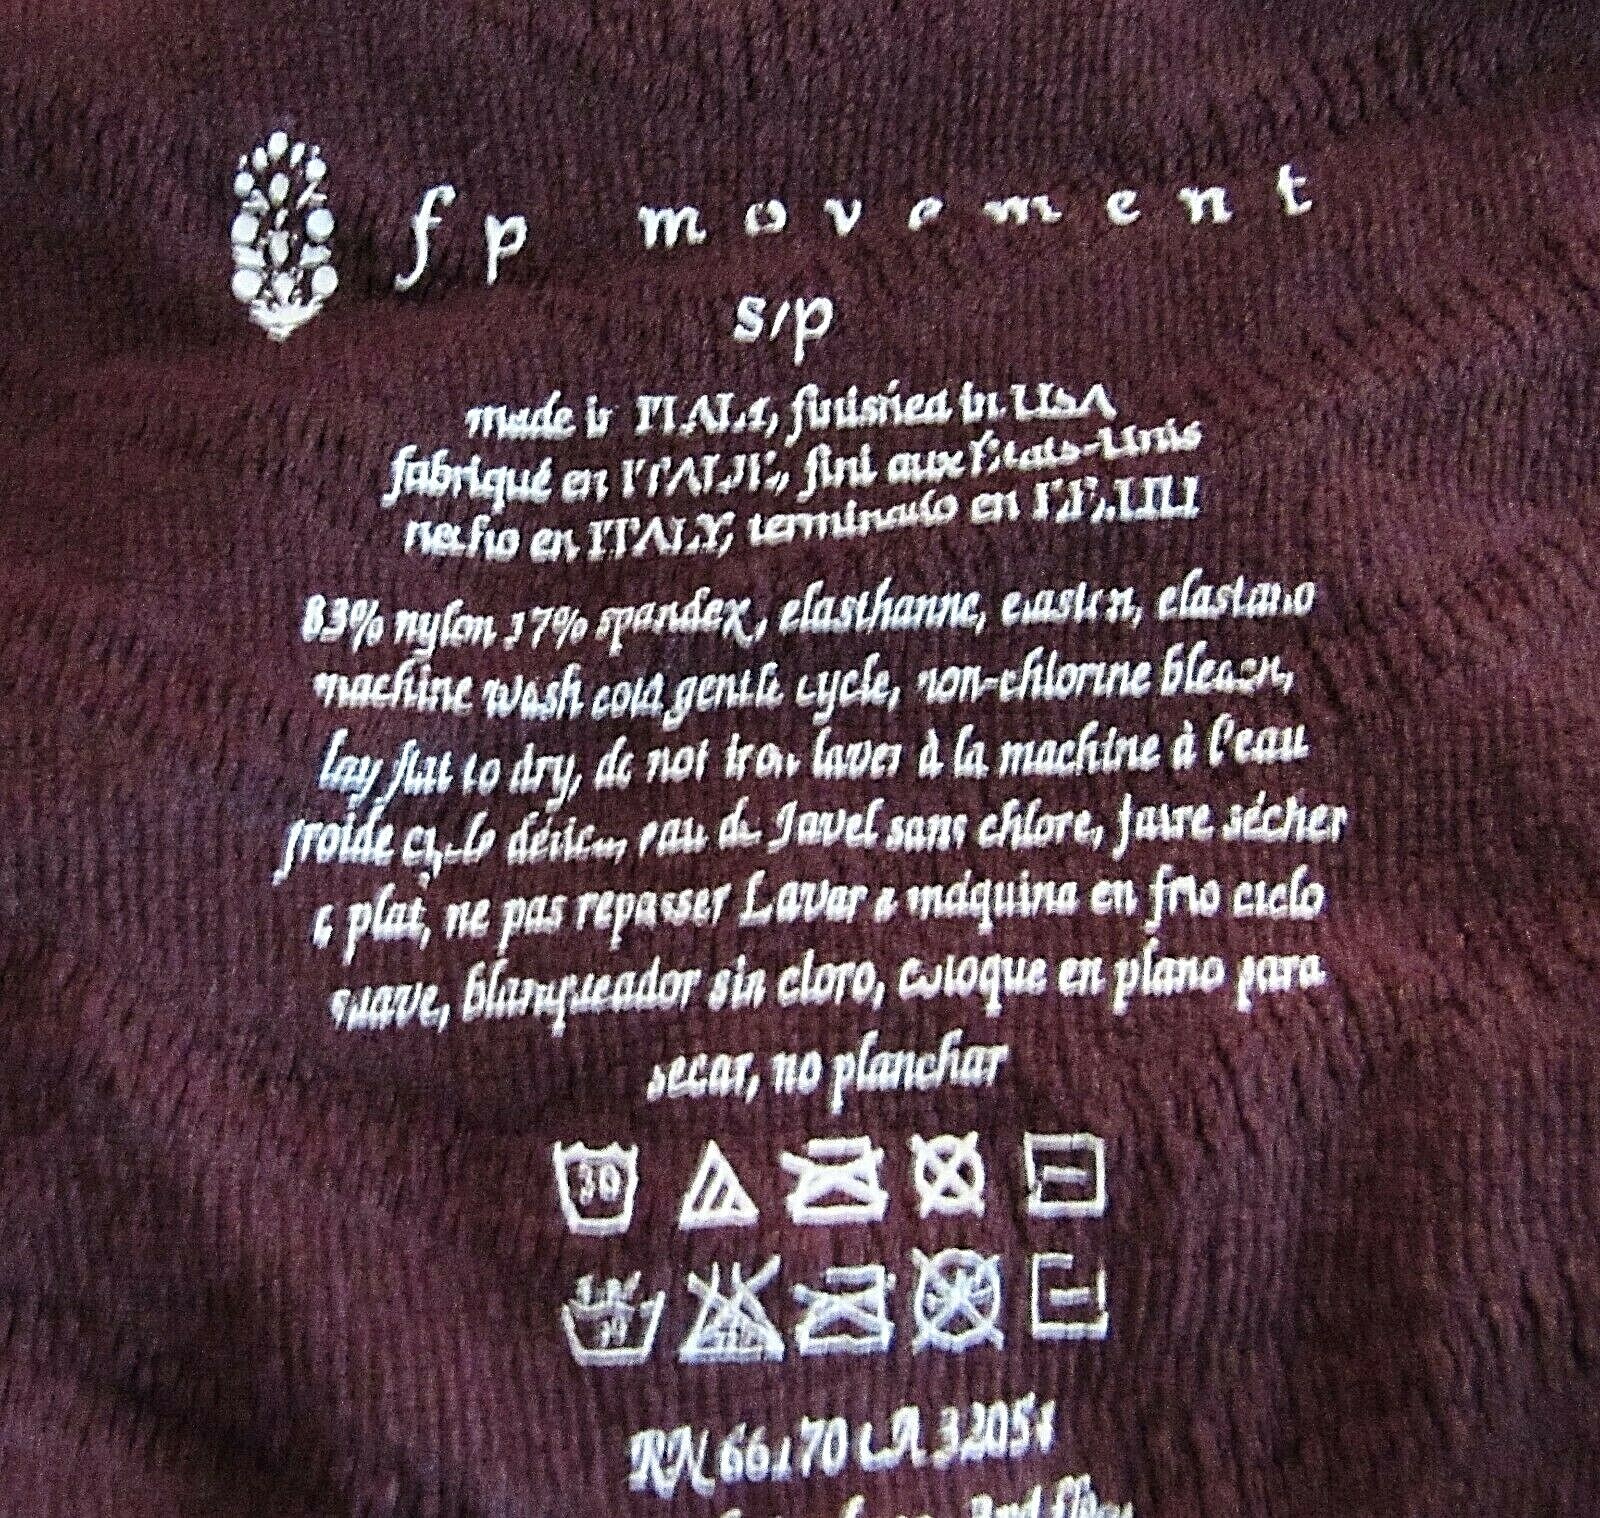 fp movement
s/p
made in ITALY, finished in USA
fabriqué en ITALIE, fini aux États-Unis
hecho en ITALY, terminado en EE.UU
83% nylon 17% spandex, elasthanne, elastano
machine wash cold gentle cycle, non-chlorine bleach,
lay flat to dry, do not iron laver à la machine à l'eau
froide cycle délicat, eau de Javel sans chlore, faire sécher
à plat, ne pas repasser Lavar a máquina en frio ciclo
suave, blanqueador sin cloro, coloque en plano para
secar, no planchar
30
30
RN 66170 CA 32054